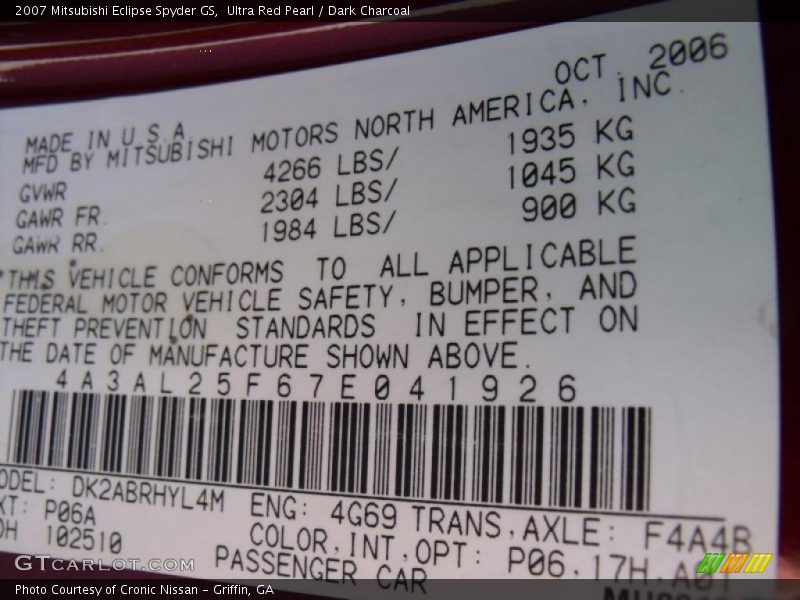 2007 Mitsubishi Eclipse Spyder GS,  Ultra Red Pearl / Dark Charcoal
OCT. 2006
MADE IN U.S.A.
MFD BY MITSUBISHI MOTORS NORTH AMERICA, INC.
GVWR 4266 LBS/ 1935 KG
GAWR FR. 2304 LBS/ 1045 KG
GAWR RR. 1984 LBS/ 900 KG
THIS VEHICLE CONFORMS TO ALL APPLICABLE
FEDERAL MOTOR VEHICLE SAFETY, BUMPER, AND
THEFT PREVENTION STANDARDS IN EFFECT ON
THE DATE OF MANUFACTURE SHOWN ABOVE.
4A3AL25F67E041926
ODEL: DK2ABRHYL4M ENG: 4G69 TRANS,AXLE: F4A4B
XT: P06A COLOR,INT,OPT: P06,17H,A01
OH 102510 PASSENGER CAR
GTCARLOT.COM
Photo Courtesy of Cronic Nissan - Griffin, GA